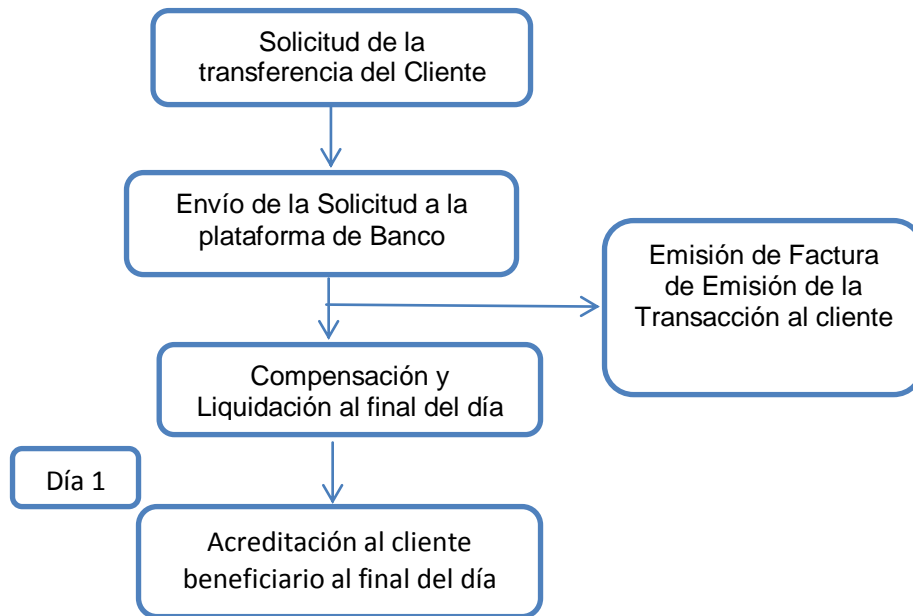 Solicitud de la
transferencia del Cliente
Envío de la Solicitud a la
plataforma de Banco
Emisión de Factura
de Emisión de la
Transacción al cliente
Compensación y
Liquidación al final del día
Día 1
Acreditación al cliente
beneficiario al final del día